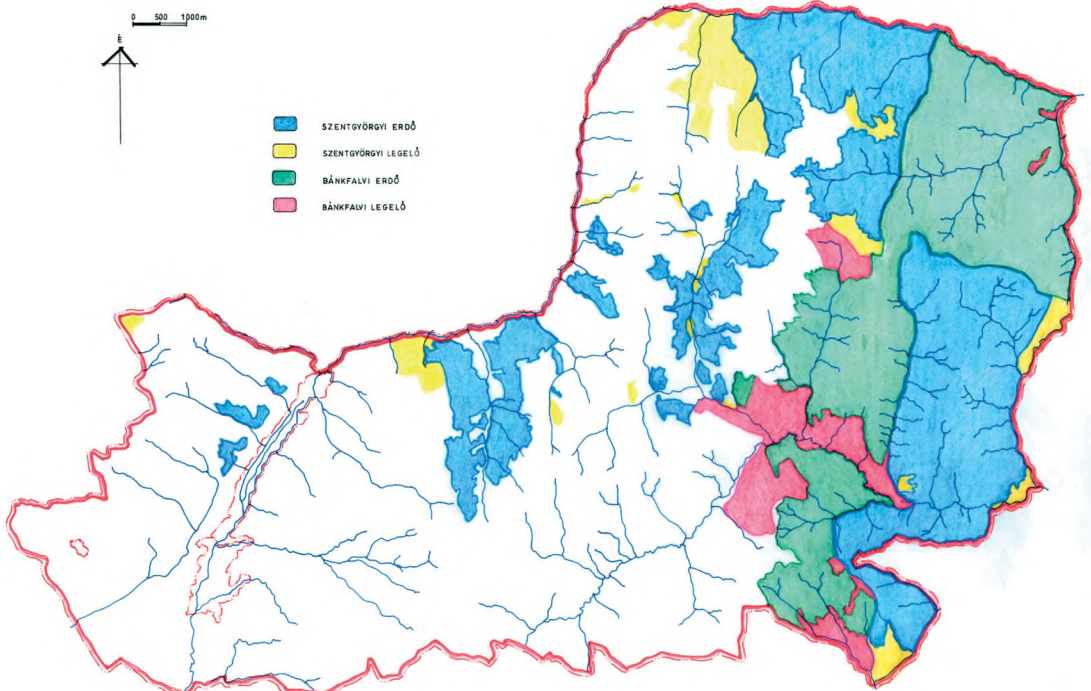 0 500 1000m
É
SZENTGYÖRGYI ERDŐ
SZENTGYÖRGYI LEGELŐ
BÁNKFALVI ERDŐ
BÁNKFALVI LEGELŐ